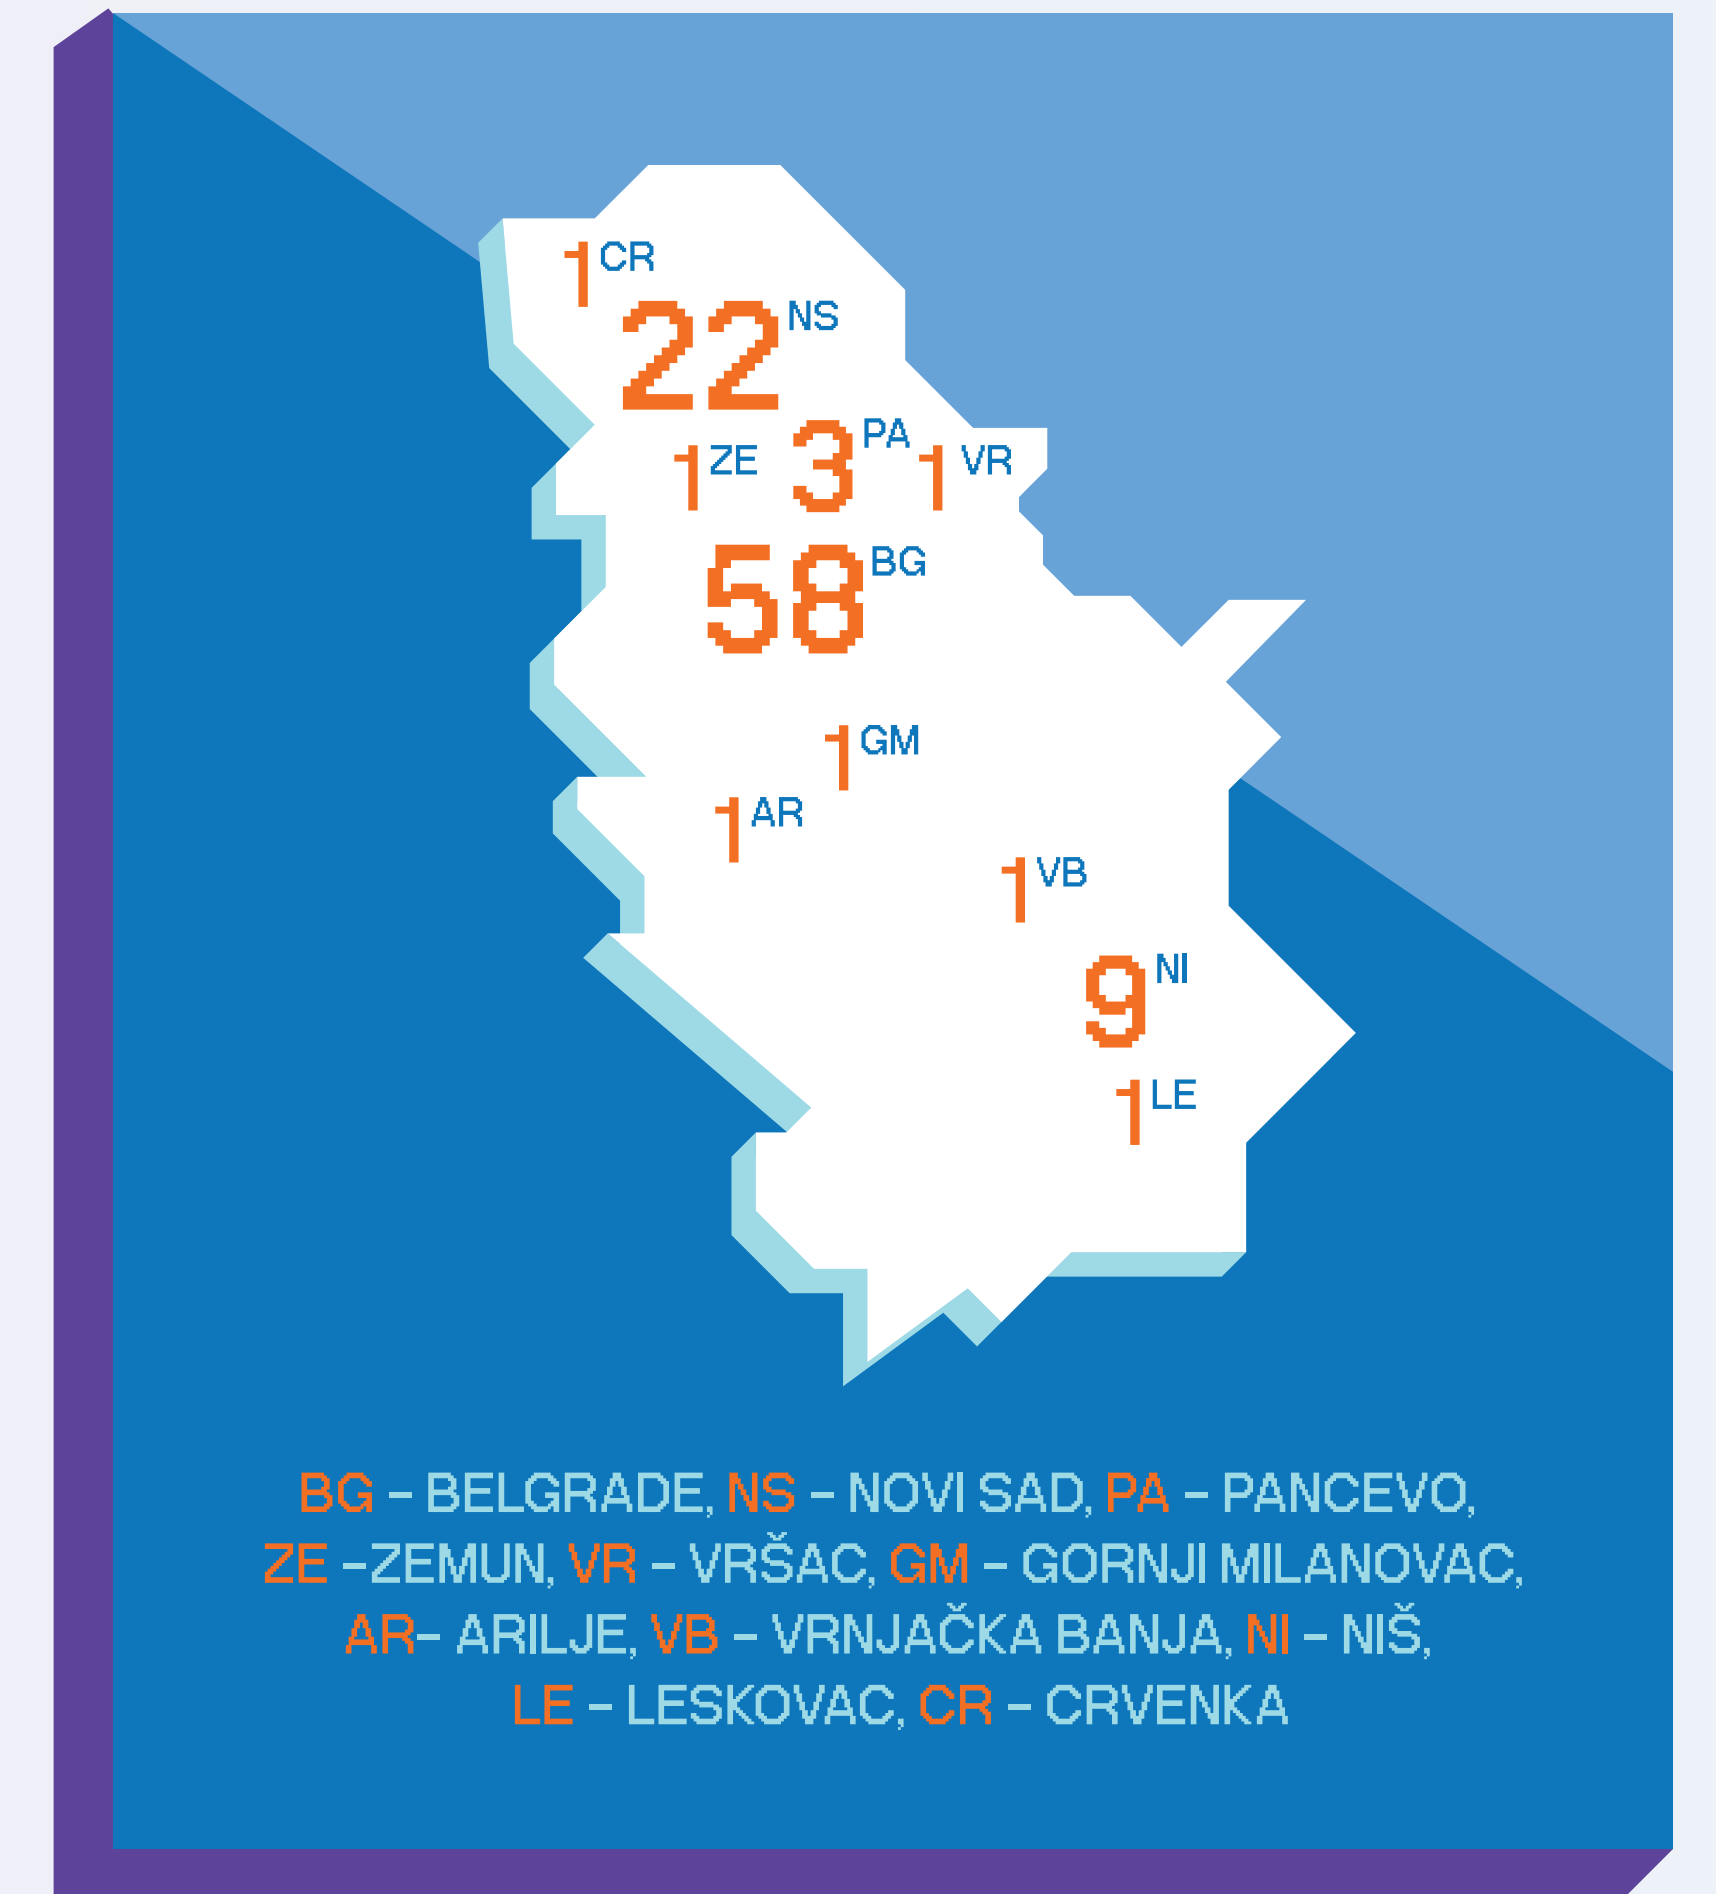 1 CR
22 NS
1 ZE 3 PA 1 VR
58 BG
1 GM
1 AR
1 VB
9 NI
1 LE
BG – BELGRADE, NS – NOVI SAD, PA – PANCEVO,
ZE –ZEMUN, VR – VRŠAC, GM – GORNJI MILANOVAC,
AR– ARILJE, VB – VRNJAČKA BANJA, NI – NIŠ,
LE – LESKOVAC, CR – CRVENKA